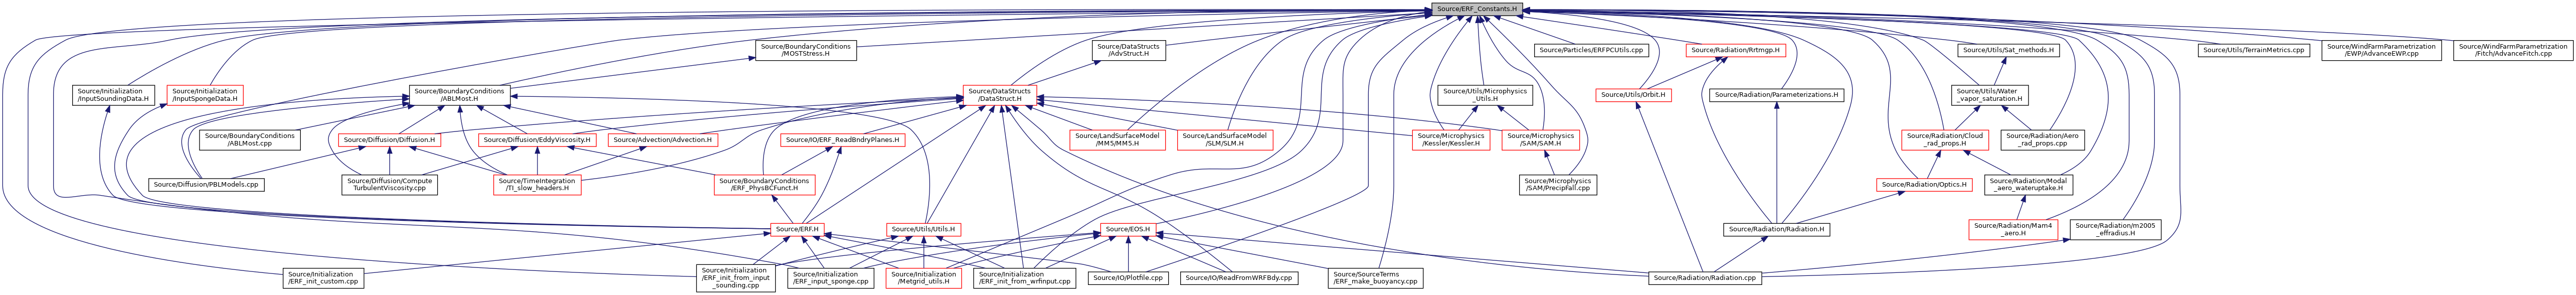 Source/ERF_Constants.H
Source/BoundaryConditions
/MOSTStress.H
Source/DataStructs
/AdvStruct.H
Source/Particles/ERFPCUtils.cpp
Source/Radiation/Rrtmgp.H
Source/Utils/Sat_methods.H
Source/Utils/TerrainMetrics.cpp
Source/WindFarmParametrization
/EWP/AdvanceEWP.cpp
Source/WindFarmParametrization
/Fitch/AdvanceFitch.cpp
Source/Initialization
/InputSoundingData.H
Source/Initialization
/InputSpongeData.H
Source/BoundaryConditions
/ABLMost.H
Source/DataStructs
/DataStruct.H
Source/Utils/Microphysics
_Utils.H
Source/Utils/Orbit.H
Source/Radiation/Parameterizations.H
Source/Utils/Water
_vapor_saturation.H
Source/BoundaryConditions
/ABLMost.cpp
Source/Diffusion/Diffusion.H
Source/Diffusion/EddyViscosity.H
Source/Advection/Advection.H
Source/IO/ERF_ReadBndryPlanes.H
Source/LandSurfaceModel
/MM5/MM5.H
Source/LandSurfaceModel
/SLM/SLM.H
Source/Microphysics
/Kessler/Kessler.H
Source/Microphysics
/SAM/SAM.H
Source/Radiation/Cloud
_rad_props.H
Source/Radiation/Aero
_rad_props.cpp
Source/Diffusion/PBLModels.cpp
Source/Diffusion/Compute
TurbulentViscosity.cpp
Source/TimeIntegration
/TI_slow_headers.H
Source/BoundaryConditions
/ERF_PhysBCFunct.H
Source/Microphysics
/SAM/PrecipFall.cpp
Source/Radiation/Optics.H
Source/Radiation/Modal
_aero_wateruptake.H
Source/ERF.H
Source/Utils/Utils.H
Source/EOS.H
Source/Radiation/Radiation.H
Source/Radiation/Mam4
_aero.H
Source/Radiation/m2005
_effradius.H
Source/Initialization
/ERF_init_custom.cpp
Source/Initialization
/ERF_init_from_input
_sounding.cpp
Source/Initialization
/ERF_input_sponge.cpp
Source/Initialization
/Metgrid_utils.H
Source/Initialization
/ERF_init_from_wrfinput.cpp
Source/IO/Plotfile.cpp
Source/IO/ReadFromWRFBdy.cpp
Source/SourceTerms
/ERF_make_buoyancy.cpp
Source/Radiation/Radiation.cpp